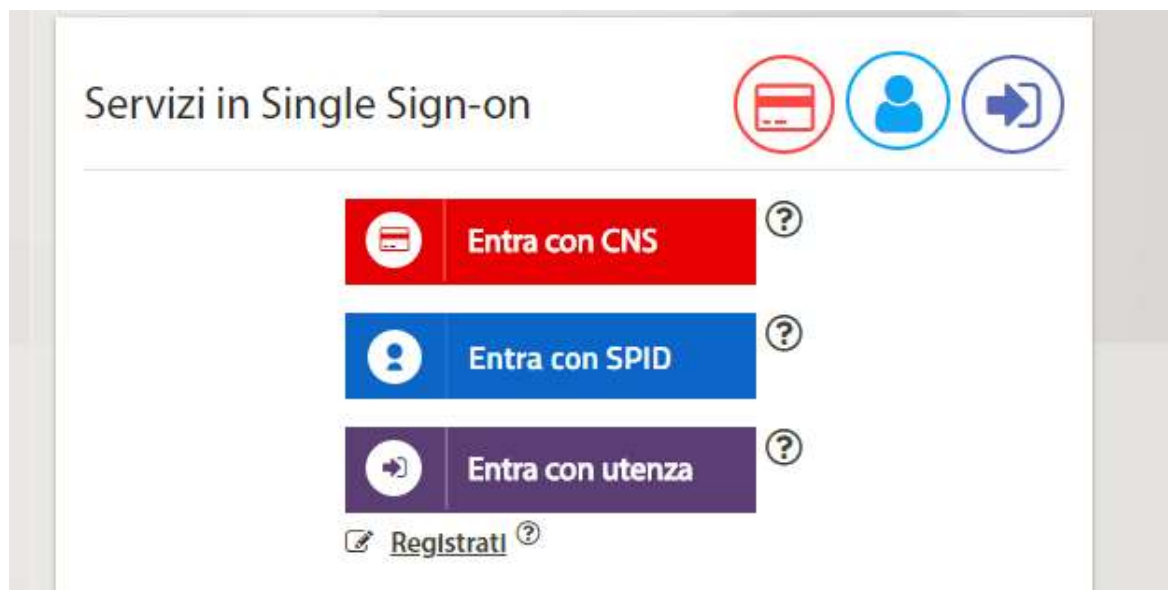 Servizi in Single Sign-on
Entra con CNS
?
Entra con SPID
?
Entra con utenza
?
Registrati ?